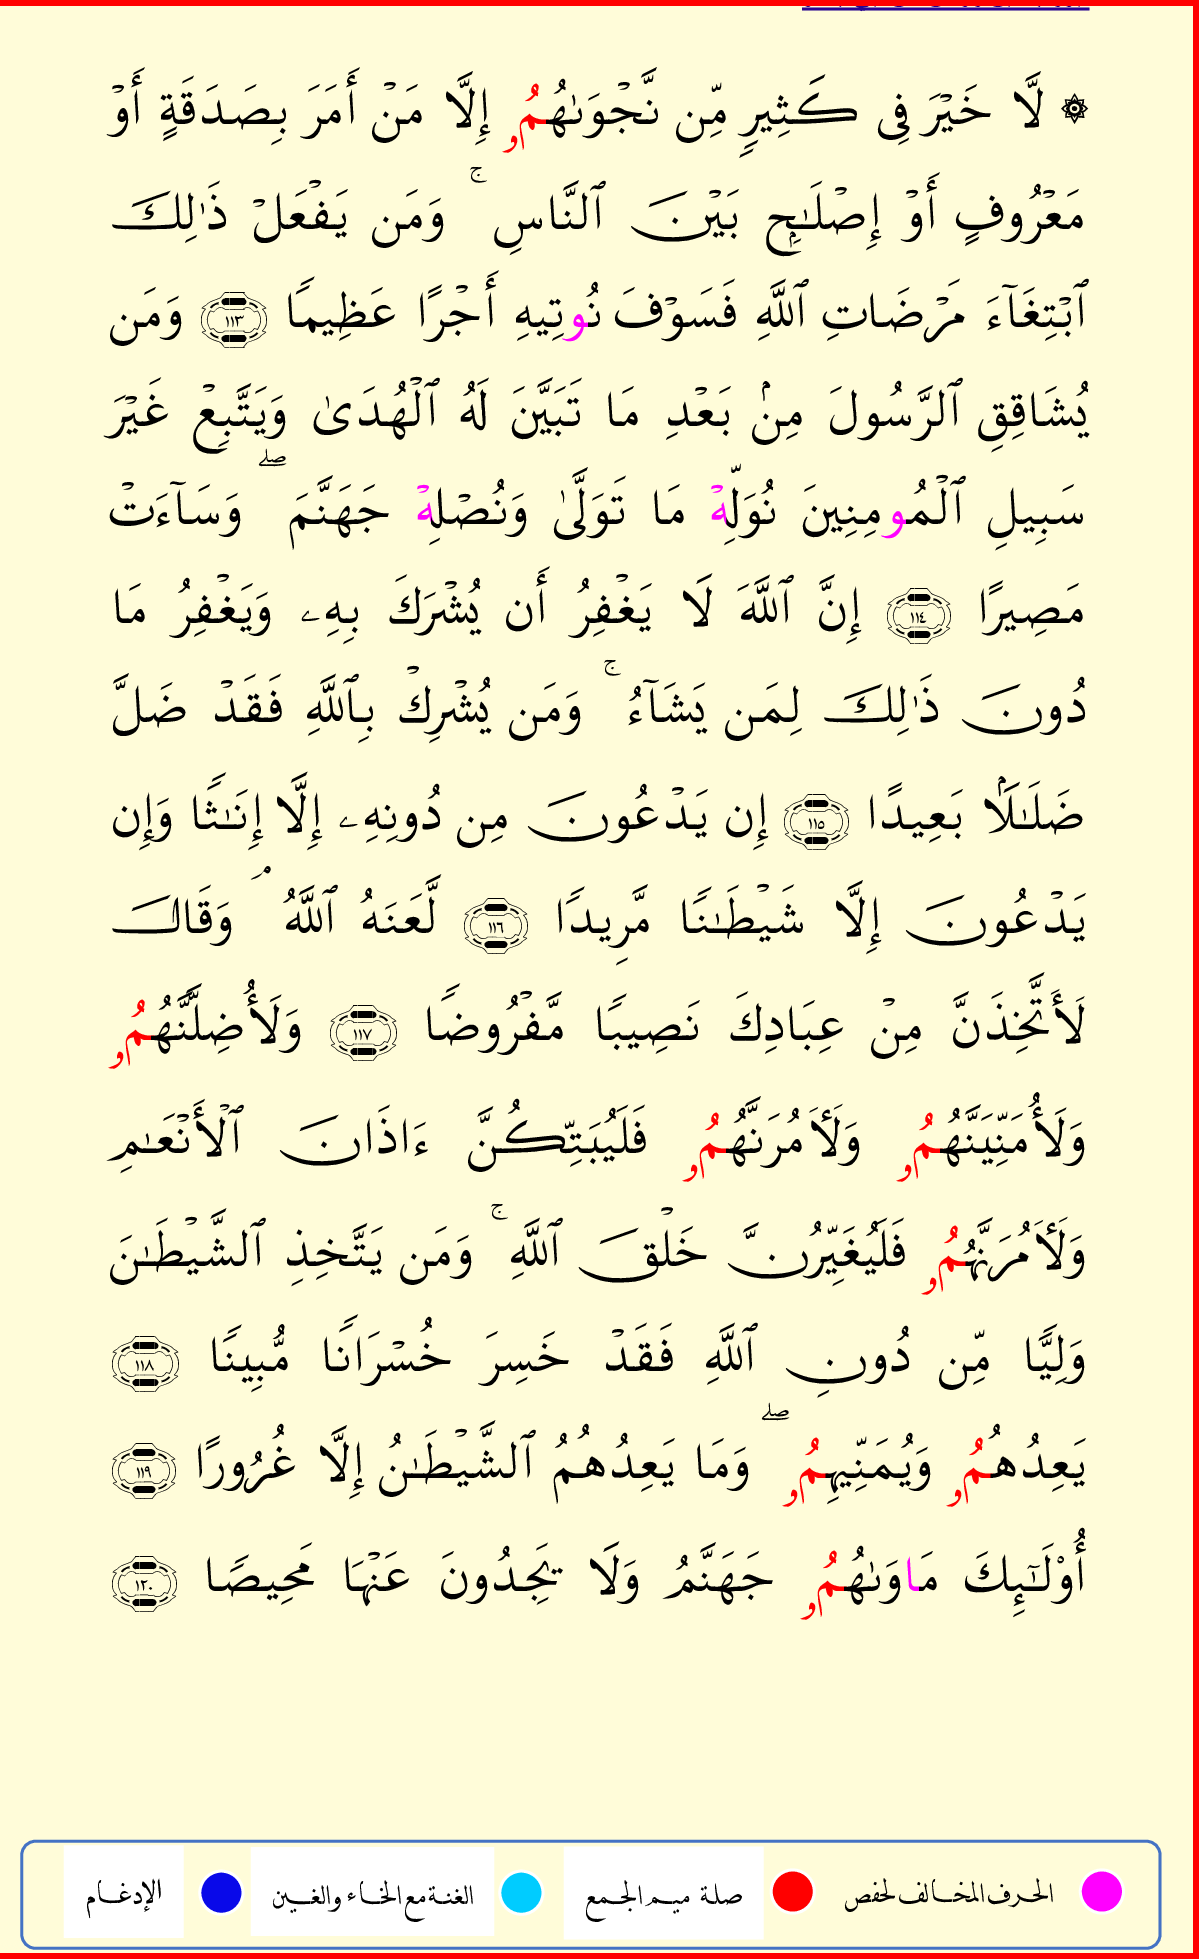 ۞ لَّا خَيْرَ فِى كَثِيرٍ مِّن نَّجْوَىٰهُمُۥ إِلَّا مَنْ أَمَرَ بِصَدَقَةٍ أَوْ
مَعْرُوفٍ أَوْ إِصْلَٰحٍۭ بَيْنَ ٱلنَّاسِ ۚ وَمَن يَفْعَلْ ذَٰلِكَ
ٱبْتِغَآءَ مَرْضَاتِ ٱللَّهِ فَسَوْفَ نُوتِيهِ أَجْرًا عَظِيمًا ١١٣ وَمَن
يُشَاقِقِ ٱلرَّسُولَ مِنۢ بَعْدِ مَا تَبَيَّنَ لَهُ ٱلْهُدَىٰ وَيَتَّبِعْ غَيْرَ
سَبِيلِ ٱلْمُومِنِينَ نُوَلِّهْ مَا تَوَلَّىٰ وَنُصْلِهْ جَهَنَّمَ ۖ وَسَآءَتْ
مَصِيرًا ١١٤ إِنَّ ٱللَّهَ لَا يَغْفِرُ أَن يُشْرَكَ بِهِۦ وَيَغْفِرُ مَا
دُونَ ذَٰلِكَ لِمَن يَشَآءُ ۚ وَمَن يُشْرِكْ بِٱللَّهِ فَقَدْ ضَلَّ
ضَلَٰلَۢا بَعِيدًا ١١٥ إِن يَدْعُونَ مِن دُونِهِۦ إِلَّا إِنَٰثًا وَإِن
يَدْعُونَ إِلَّا شَيْطَٰنًا مَّرِيدًا ١١٦ لَّعَنَهُ ٱللَّهُ ۘ وَقَالَ
لَأَتَّخِذَنَّ مِنْ عِبَادِكَ نَصِيبًا مَّفْرُوضًا ١١٧ وَلَأُضِلَّنَّهُمُۥ
وَلَأُمَنِّيَنَّهُمُۥ وَلَأَمُرَنَّهُمُۥ فَلَيُبَتِّكُنَّ ءَاذَانَ ٱلْأَنْعَٰمِ
وَلَأَمُرَنَّهُمُۥ فَلَيُغَيِّرُنَّ خَلْقَ ٱللَّهِ ۚ وَمَن يَتَّخِذِ ٱلشَّيْطَٰنَ
وَلِيًّا مِّن دُونِ ٱللَّهِ فَقَدْ خَسِرَ خُسْرَانًا مُّبِينًا ١١٨
يَعِدُهُمُۥ وَيُمَنِّيهِمُۥ ۖ وَمَا يَعِدُهُمُ ٱلشَّيْطَٰنُ إِلَّا غُرُورًا ١١٩
أُوْلَٰٓئِكَ مَاوَىٰهُمُۥ جَهَنَّمُ وَلَا يَجِدُونَ عَنْهَا مَحِيصًا ١٢٠
الحرف المخالف لحفص صلة ميم الجمع الغنة مع الخاء والغين الإدغام